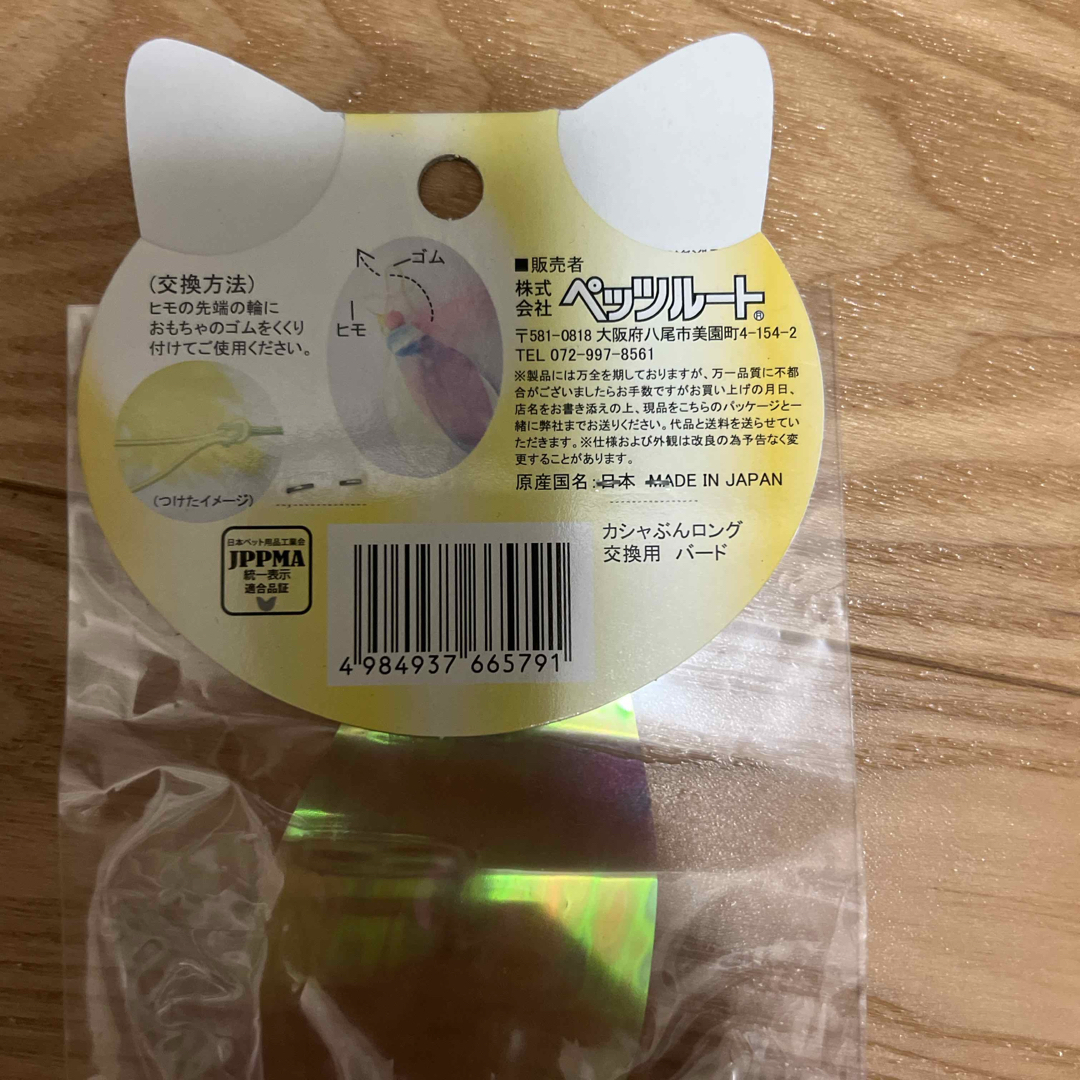 (交換方法)
ヒモの先端の輪に
おもちゃのゴムをくくり
付けてご使用ください。
ゴム
ヒモ
(つけたイメージ)
■販売者
株式会社 ペッツルート®
〒581-0818 大阪府八尾市美園町4-154-2
TEL 072-997-8561
※製品には万全を期しておりますが、万一品質に不都
合がございましたらお手数ですがお買い上げの月日、
店名をお書き添えの上、現品をこちらのパッケージと一
緒に弊社までお送りください。代品と送料を送らせてい
ただきます。※仕様および外観は改良の為予告なく変
更することがあります。
原産国名:日本 MADE IN JAPAN
カシャぶんロング
交換用 バード
日本ペット用品工業会
JPPMA
統一表示
適合品証
4 984937 665791